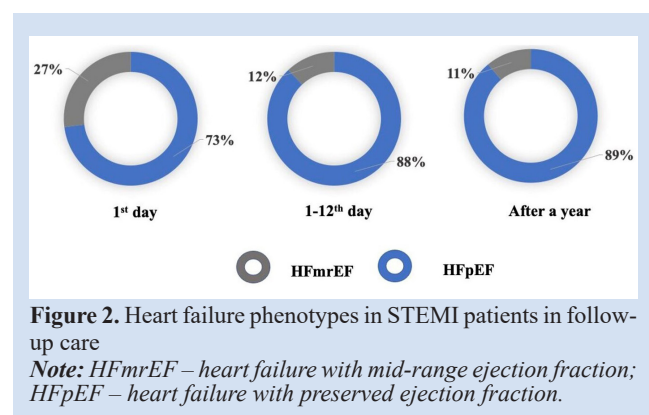 27%
73%
1st day
12%
88%
1-12th day
11%
89%
After a year
HFmrEF
HFpEF
Figure 2. Heart failure phenotypes in STEMI patients in follow-
up care
Note: HFmrEF – heart failure with mid-range ejection fraction;
HFpEF – heart failure with preserved ejection fraction.